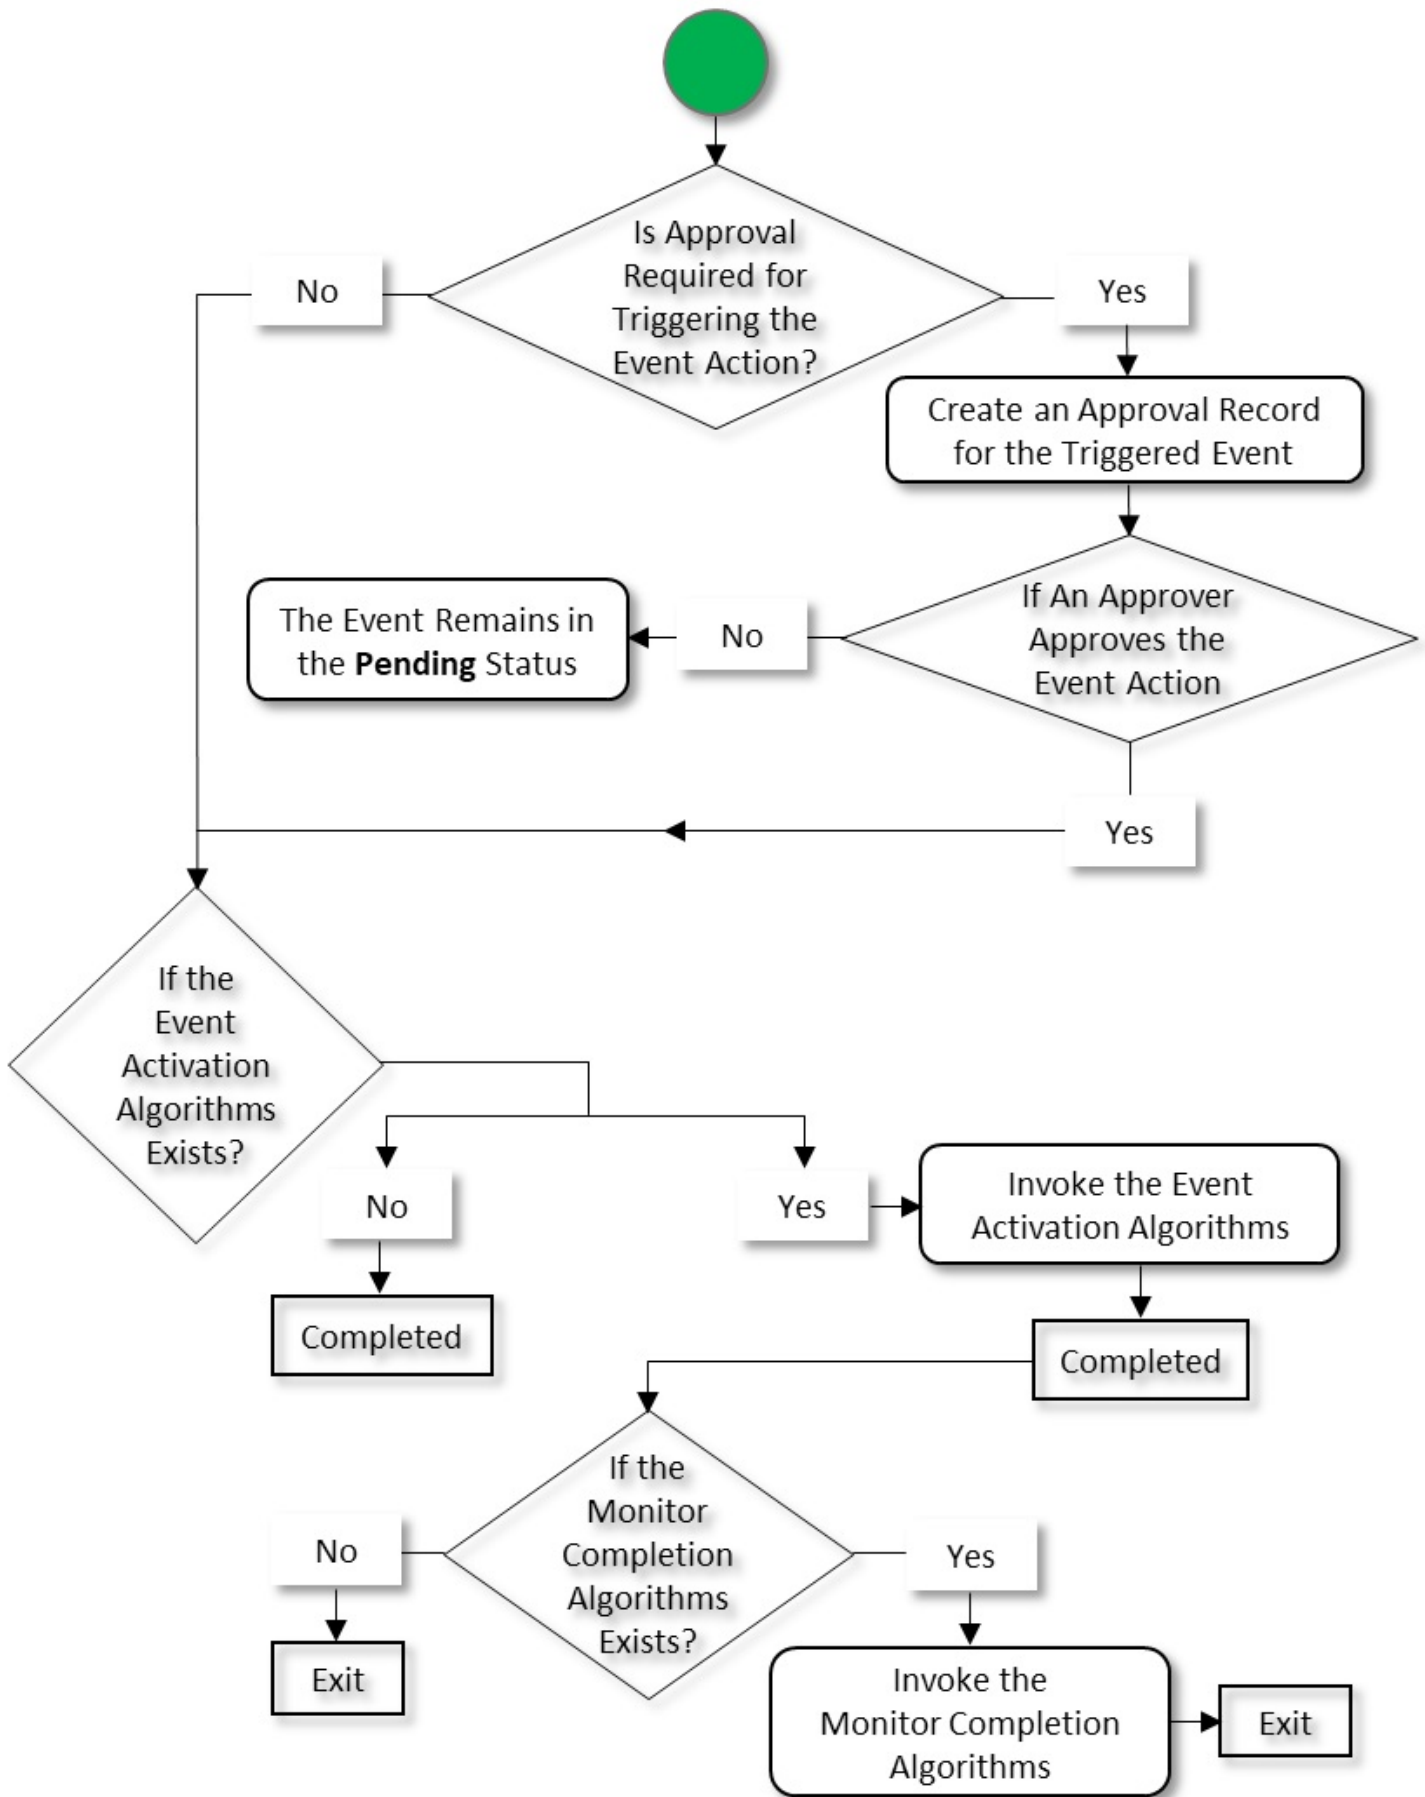 Is Approval
Required for
Triggering the
Event Action?
No
Yes
Create an Approval Record
for the Triggered Event
If An Approver
Approves the
Event Action
No
The Event Remains in
the Pending Status
Yes
If the
Event
Activation
Algorithms
Exists?
No
Yes
Invoke the Event
Activation Algorithms
Completed
Completed
If the
Monitor
Completion
Algorithms
Exists?
No
Yes
Exit
Invoke the
Monitor Completion
Algorithms
Exit